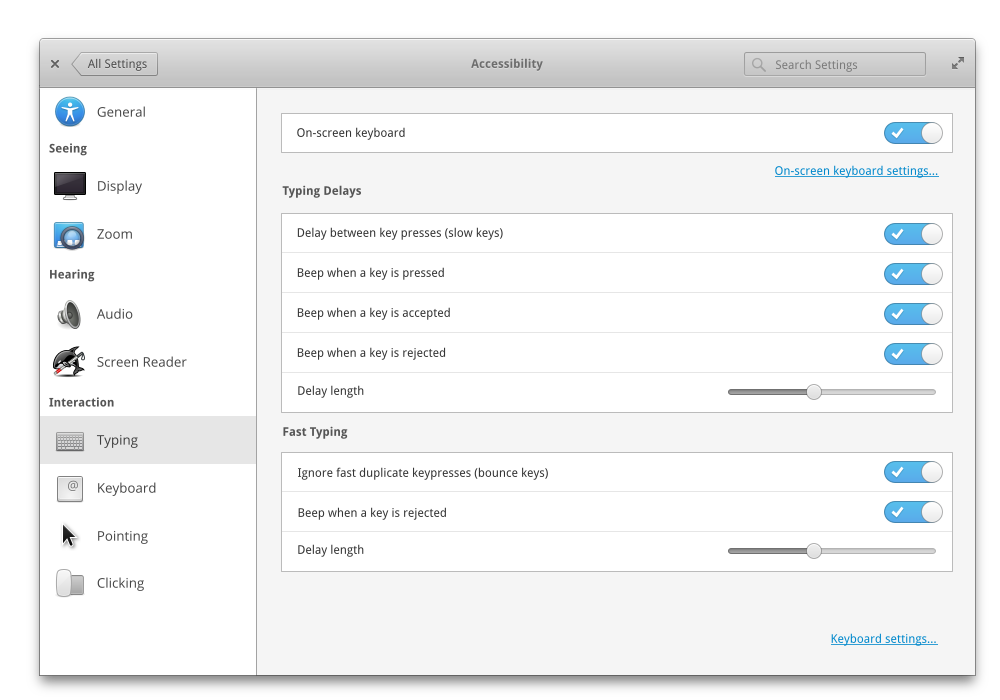 All Settings
Accessibility
Search Settings
General
Seeing
Display
Zoom
Hearing
Audio
Screen Reader
Interaction
Typing
Keyboard
Pointing
Clicking
On-screen keyboard
On-screen keyboard settings...
Typing Delays
Delay between key presses (slow keys)
Beep when a key is pressed
Beep when a key is accepted
Beep when a key is rejected
Delay length
Fast Typing
Ignore fast duplicate keypresses (bounce keys)
Beep when a key is rejected
Delay length
Keyboard settings...